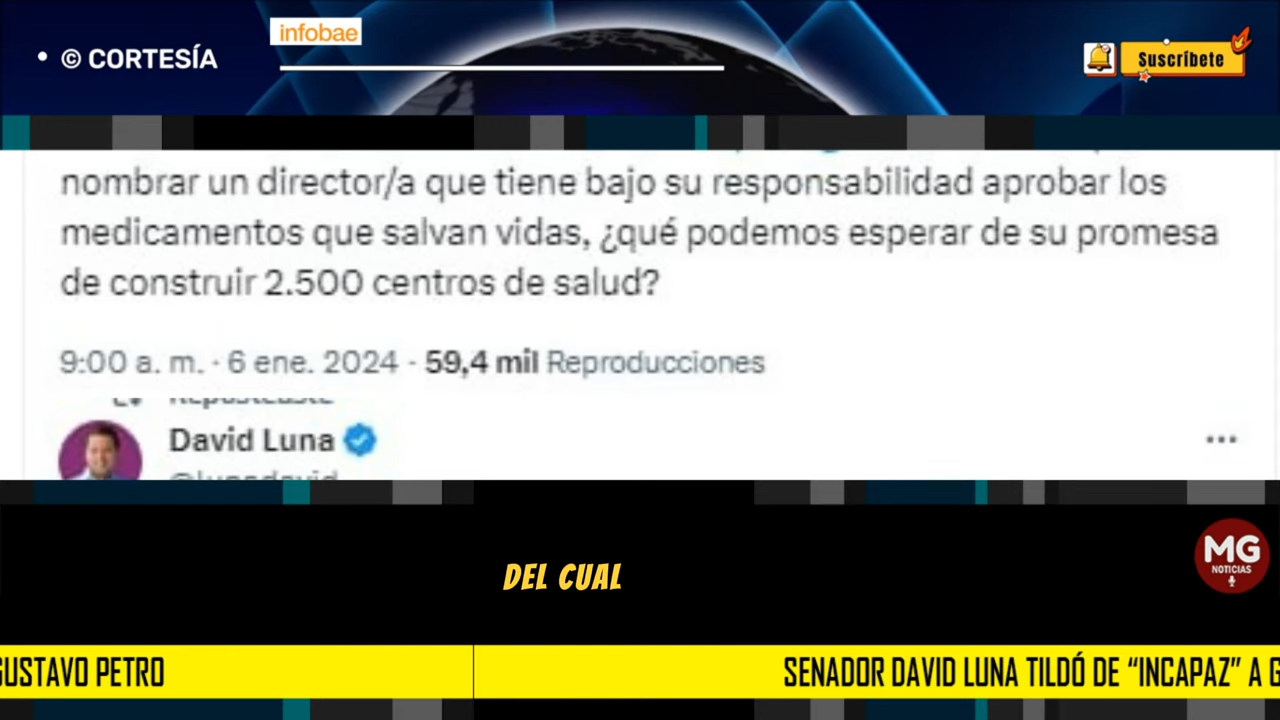 infobae
• © CORTESÍA
Suscríbete
nombrar un director/a que tiene bajo su responsabilidad aprobar los
medicamentos que salvan vidas, ¿qué podemos esperar de su promesa
de construir 2.500 centros de salud?
9:00 a. m. · 6 ene. 2024 · 59,4 mil Reproducciones
David Luna
DEL CUAL
MG
NOTICIAS
GUSTAVO PETRO
SENADOR DAVID LUNA TILDÓ DE “INCAPAZ” A G